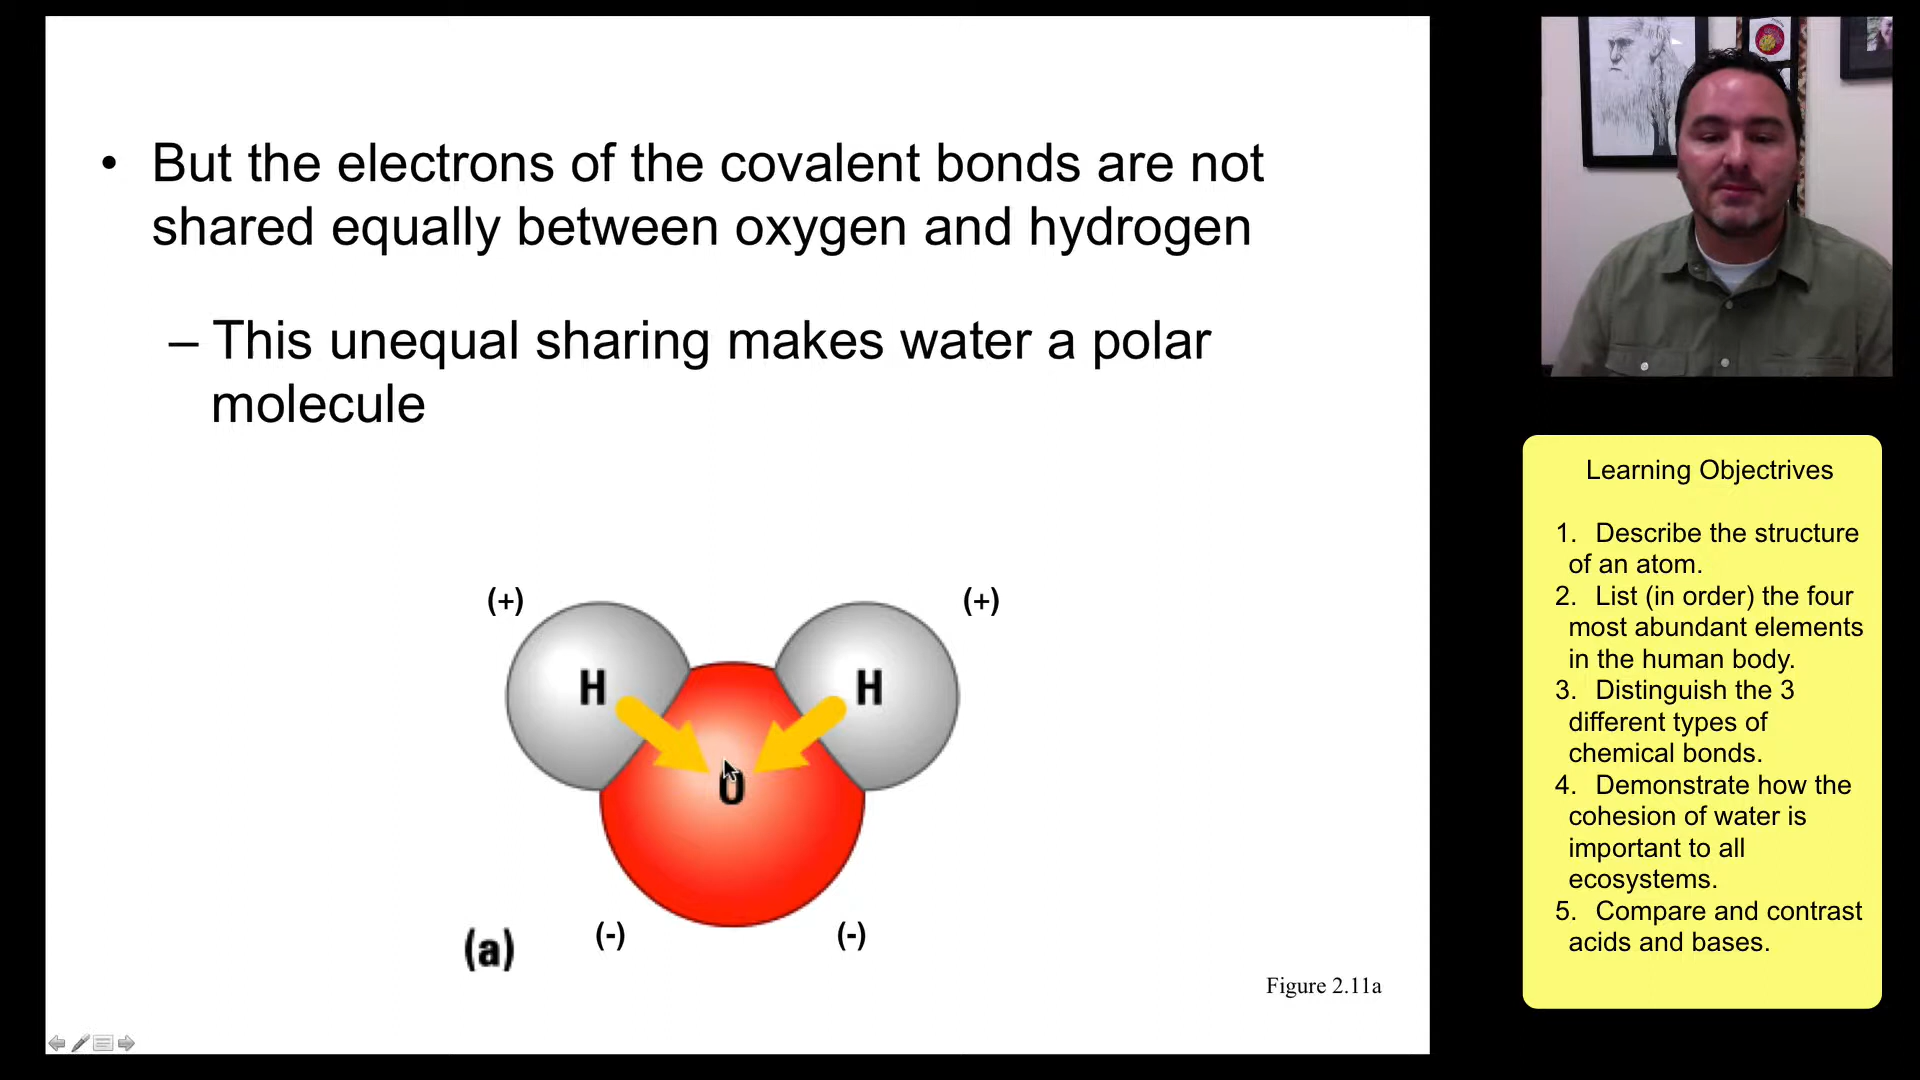 • But the electrons of the covalent bonds are not
shared equally between oxygen and hydrogen
– This unequal sharing makes water a polar
molecule
(+)
(+)
H
H
O
(-)
(-)
(a)
Figure 2.11a
Learning Objectrives
1. Describe the structure
of an atom.
2. List (in order) the four
most abundant elements
in the human body.
3. Distinguish the 3
different types of
chemical bonds.
4. Demonstrate how the
cohesion of water is
important to all
ecosystems.
5. Compare and contrast
acids and bases.